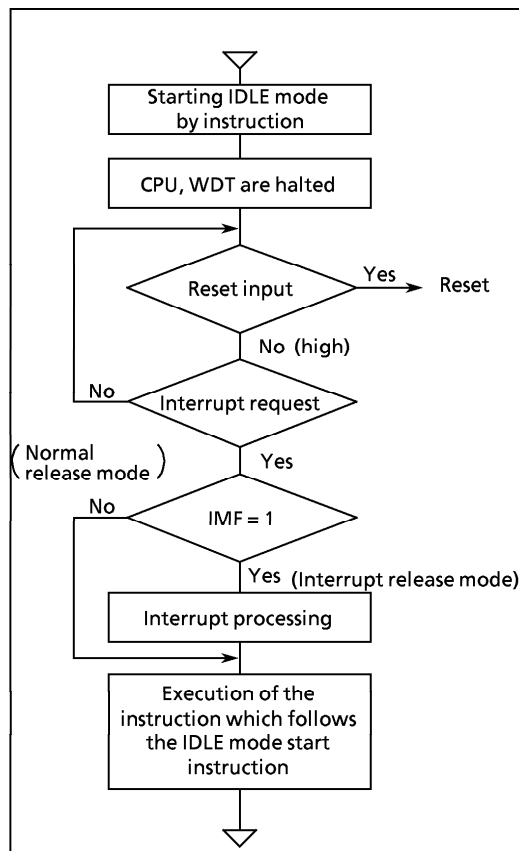 Starting IDLE mode
by instruction
CPU, WDT are halted
Reset input
Yes
Reset
No (high)
No
Interrupt request
(Normal
release mode)
Yes
No
IMF = 1
Yes (Interrupt release mode)
Interrupt processing
Execution of the
instruction which follows
the IDLE mode start
instruction